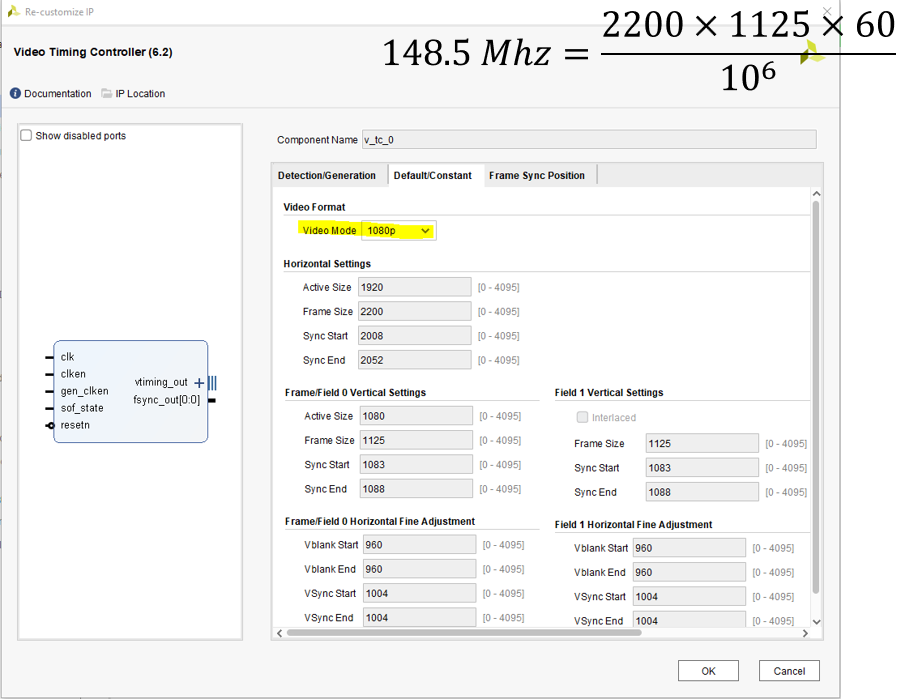 Re-customize IP
Video Timing Controller (6.2)
148.5 Mhz = 2200 × 1125 × 60 / 10⁶
Documentation IP Location
Show disabled ports
Component Name v_tc_0
Detection/Generation Default/Constant Frame Sync Position
Video Format
Video Mode 1080p
Horizontal Settings
Active Size 1920 [0 - 4095]
Frame Size 2200 [0 - 4095]
Sync Start 2008 [0 - 4095]
Sync End 2052 [0 - 4095]
clk
clken
gen_clken
sof_state
resetn
vtiming_out
fsync_out[0:0]
Frame/Field 0 Vertical Settings
Active Size 1080 [0 - 4095]
Frame Size 1125 [0 - 4095]
Sync Start 1083 [0 - 4095]
Sync End 1088 [0 - 4095]
Field 1 Vertical Settings
Interlaced
Frame Size 1125 [0 - 4095]
Sync Start 1083 [0 - 4095]
Sync End 1088 [0 - 4095]
Frame/Field 0 Horizontal Fine Adjustment
Vblank Start 960 [0 - 4095]
Vblank End 960 [0 - 4095]
VSync Start 1004 [0 - 4095]
VSync End 1004 [0 - 4095]
Field 1 Horizontal Fine Adjustment
Vblank Start 960 [0 - 4095]
Vblank End 960 [0 - 4095]
VSync Start 1004 [0 - 4095]
VSync End 1004 [0 - 4095]
OK Cancel